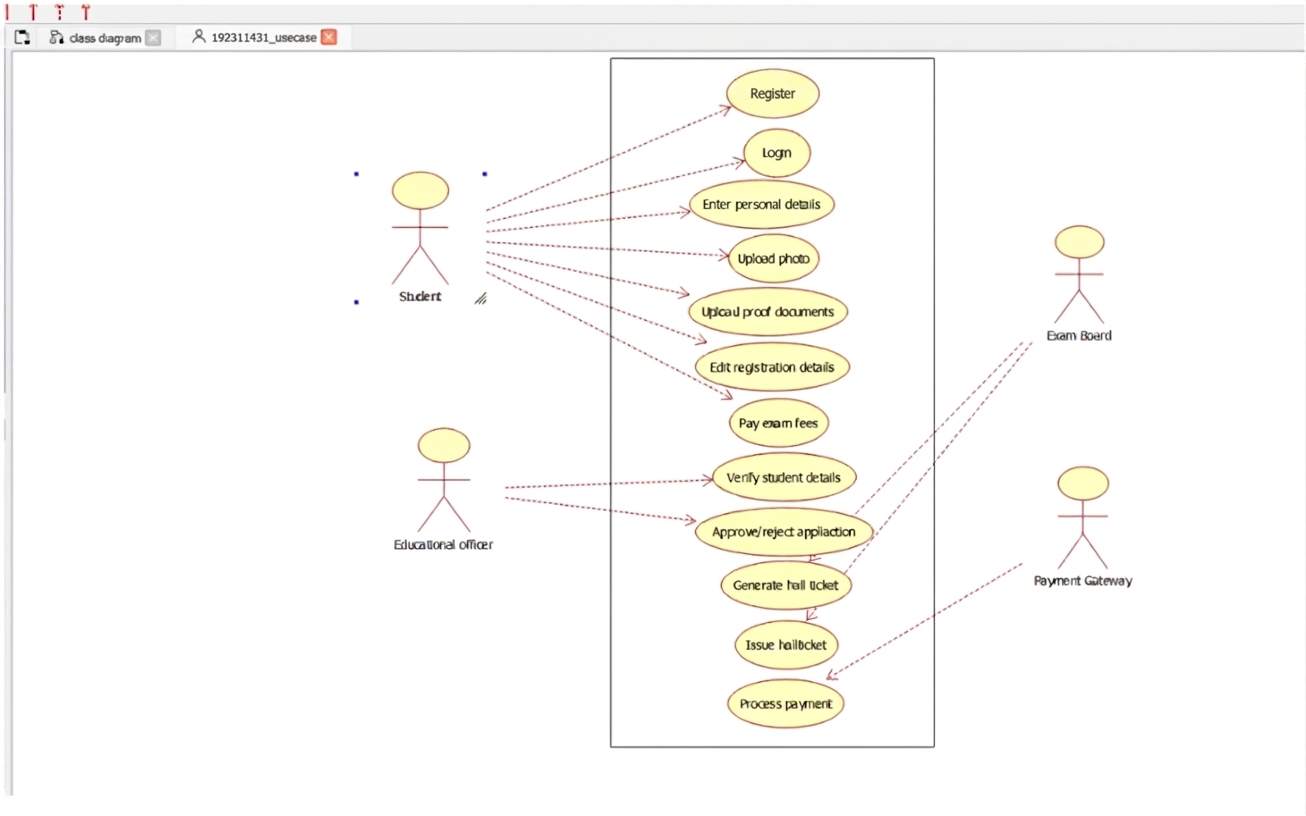 class diagram
192311431_usecase
Register
Login
Enter personal details
Upload photo
Upload proof documents
Edit registration details
Pay exam fees
Verify student details
Approve/reject appliaction
Generate hall ticket
Issue hallticket
Process payment
Student
Educational officer
Exam Board
Payment Gateway